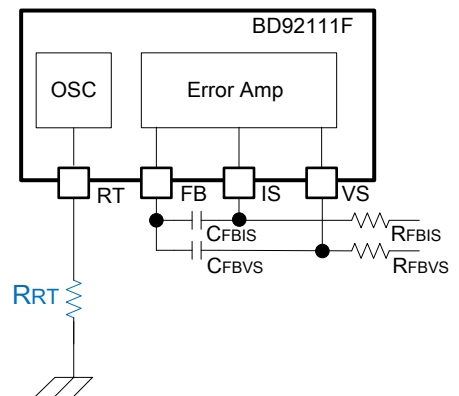 BD92111F
OSC
Error Amp
RT
FB
IS
VS
CFBIS
RFBIS
CFBVS
RFBVS
RRT